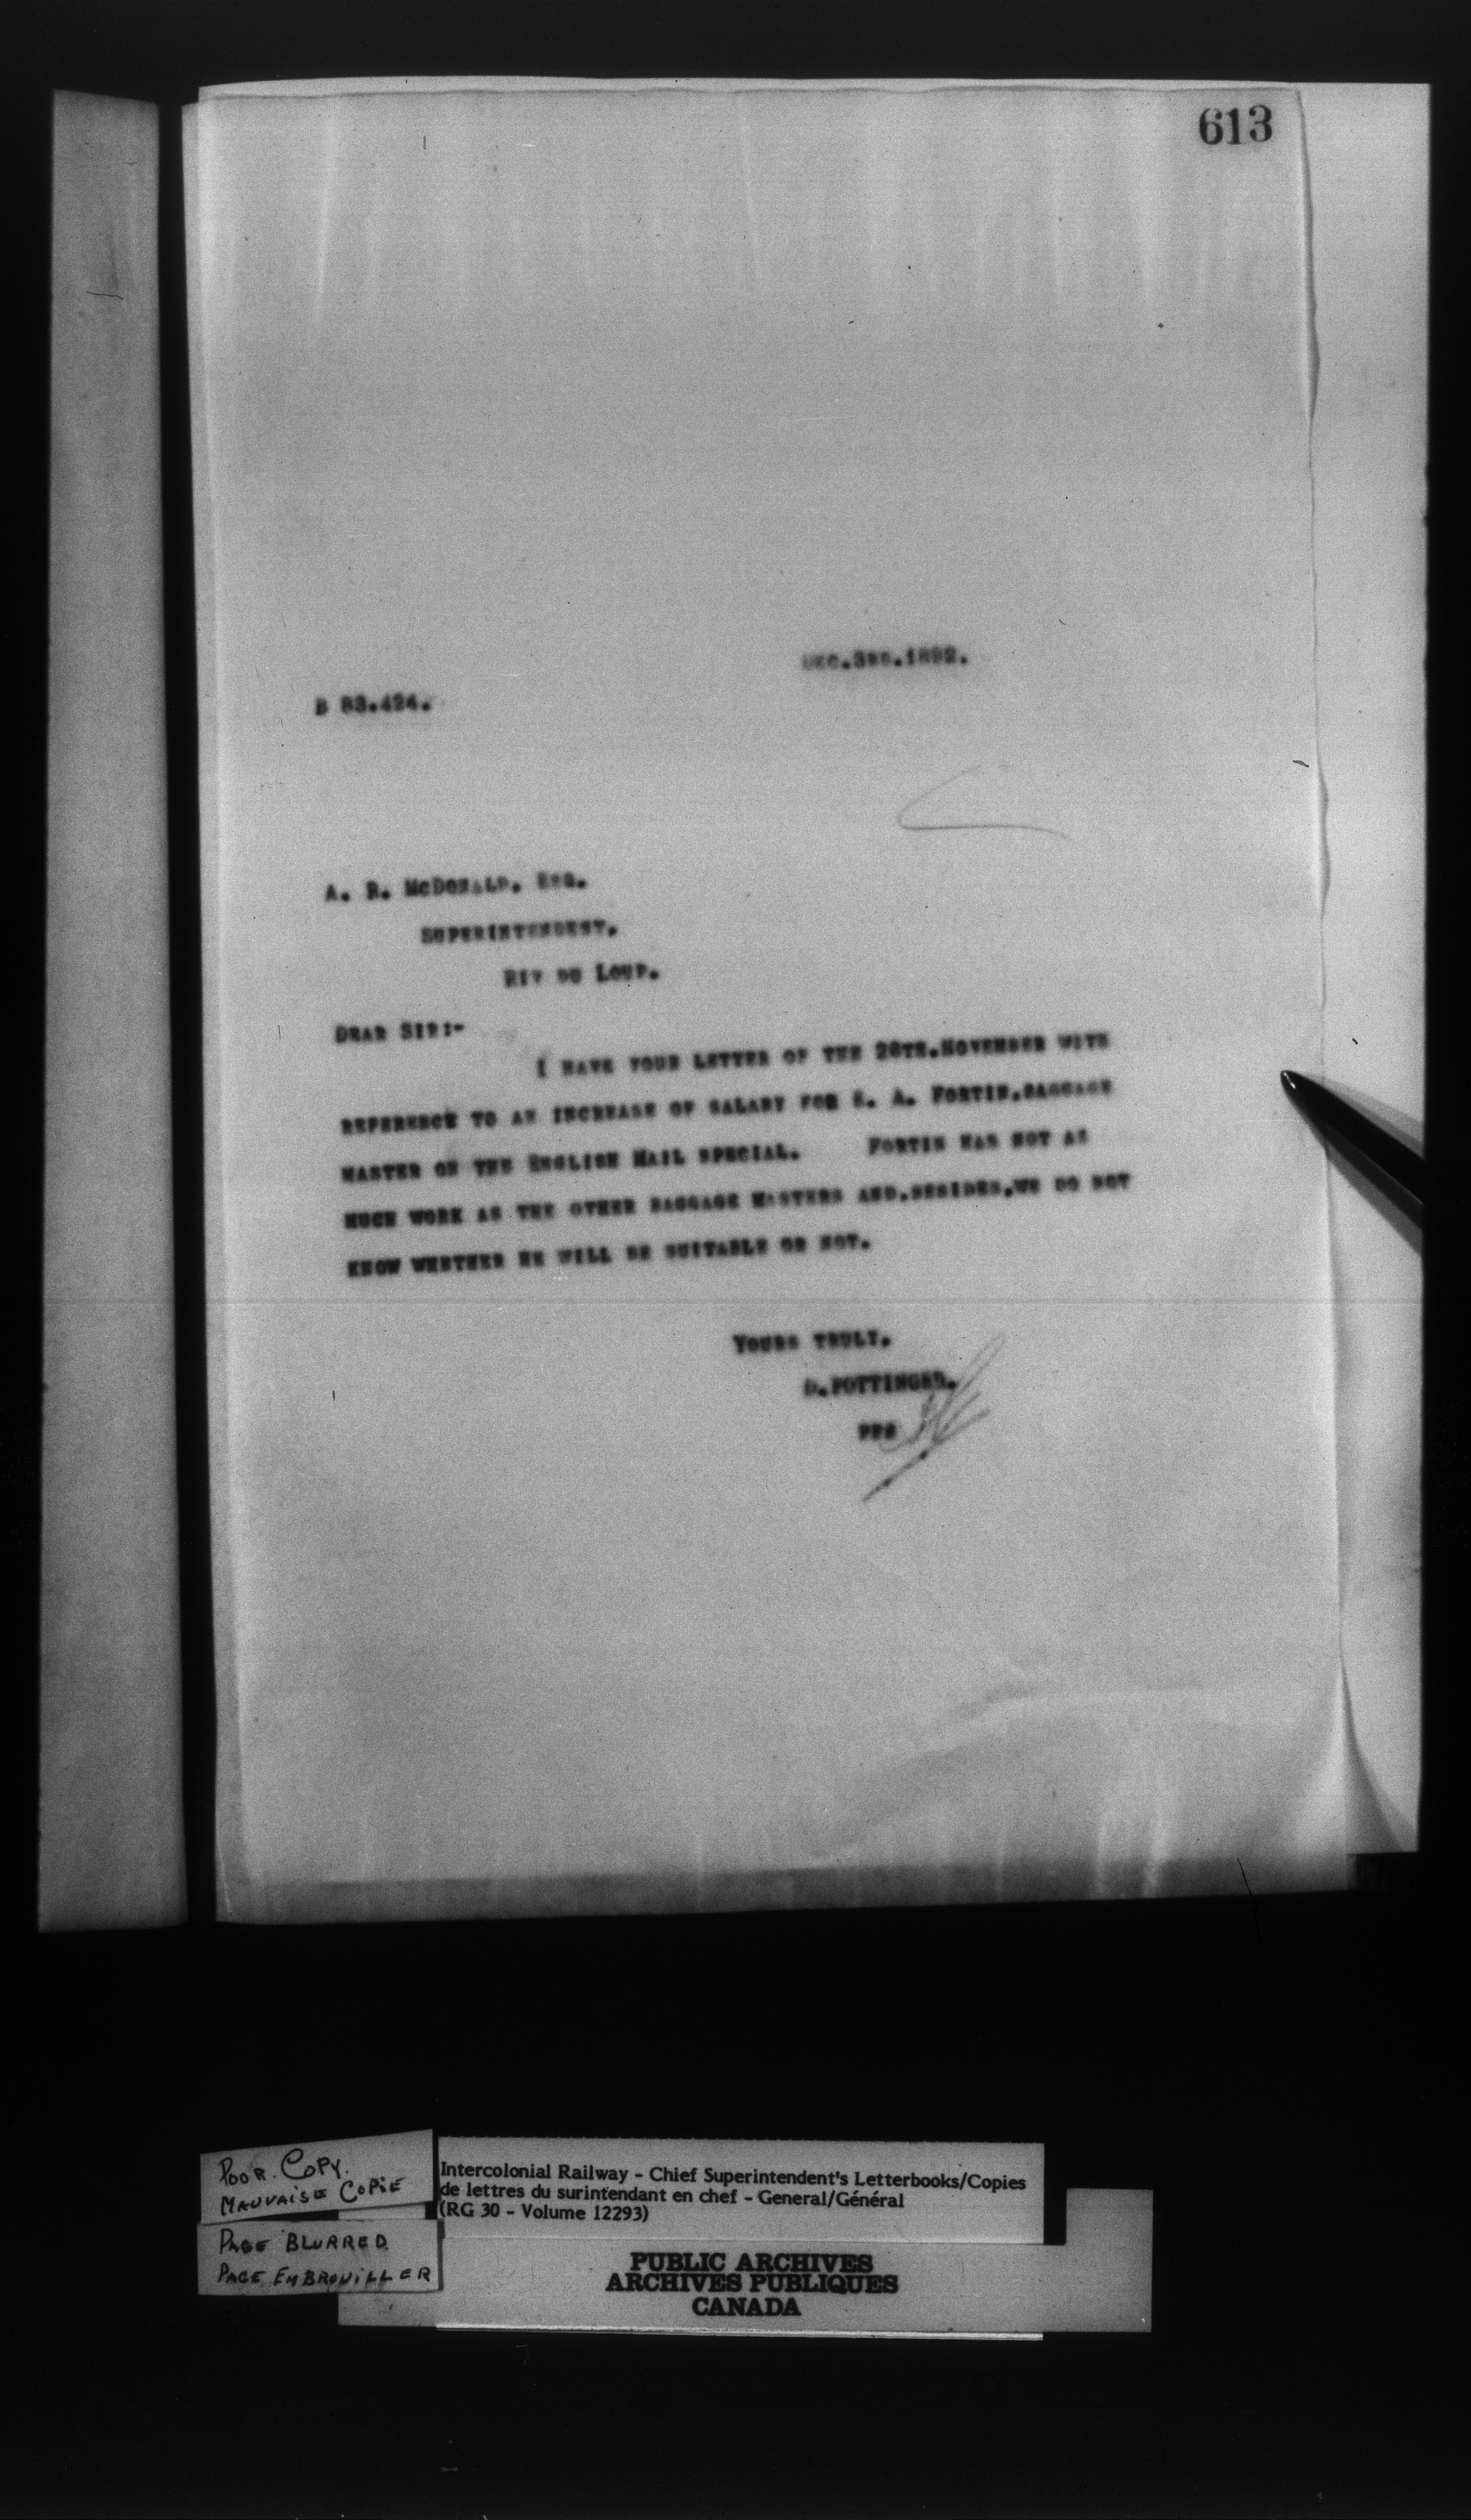 613
DEC.3RD.1892.
B 83.424.
A. R. MCDONALD, ESQ.
SUPERINTENDENT,
RIV DU LOUP.
DEAR SIR:-
I HAVE YOUR LETTER OF THE 28TH.NOVEMBER WITH
REFERENCE TO AN INCREASE OF SALARY FOR A. FORTIN,BAGGAGE
MASTER ON THE ENGLISH MAIL SPECIAL. FORTIN HAS NOT AS
MUCH WORK AS THE OTHER BAGGAGE MASTERS AND,BESIDES,WE DO NOT
KNOW WHETHER HE WILL BE SUITABLE OR NOT.
YOURS TRULY,
D.POTTINGER.
PER
POOR. COPY.
MAUVAISE COPIE
PAGE BLURRED
PAGE EMBROUILLER
Intercolonial Railway - Chief Superintendent's Letterbooks/Copies
de lettres du surintendant en chef - General/Général
(RG 30 - Volume 12293)
PUBLIC ARCHIVES
ARCHIVES PUBLIQUES
CANADA